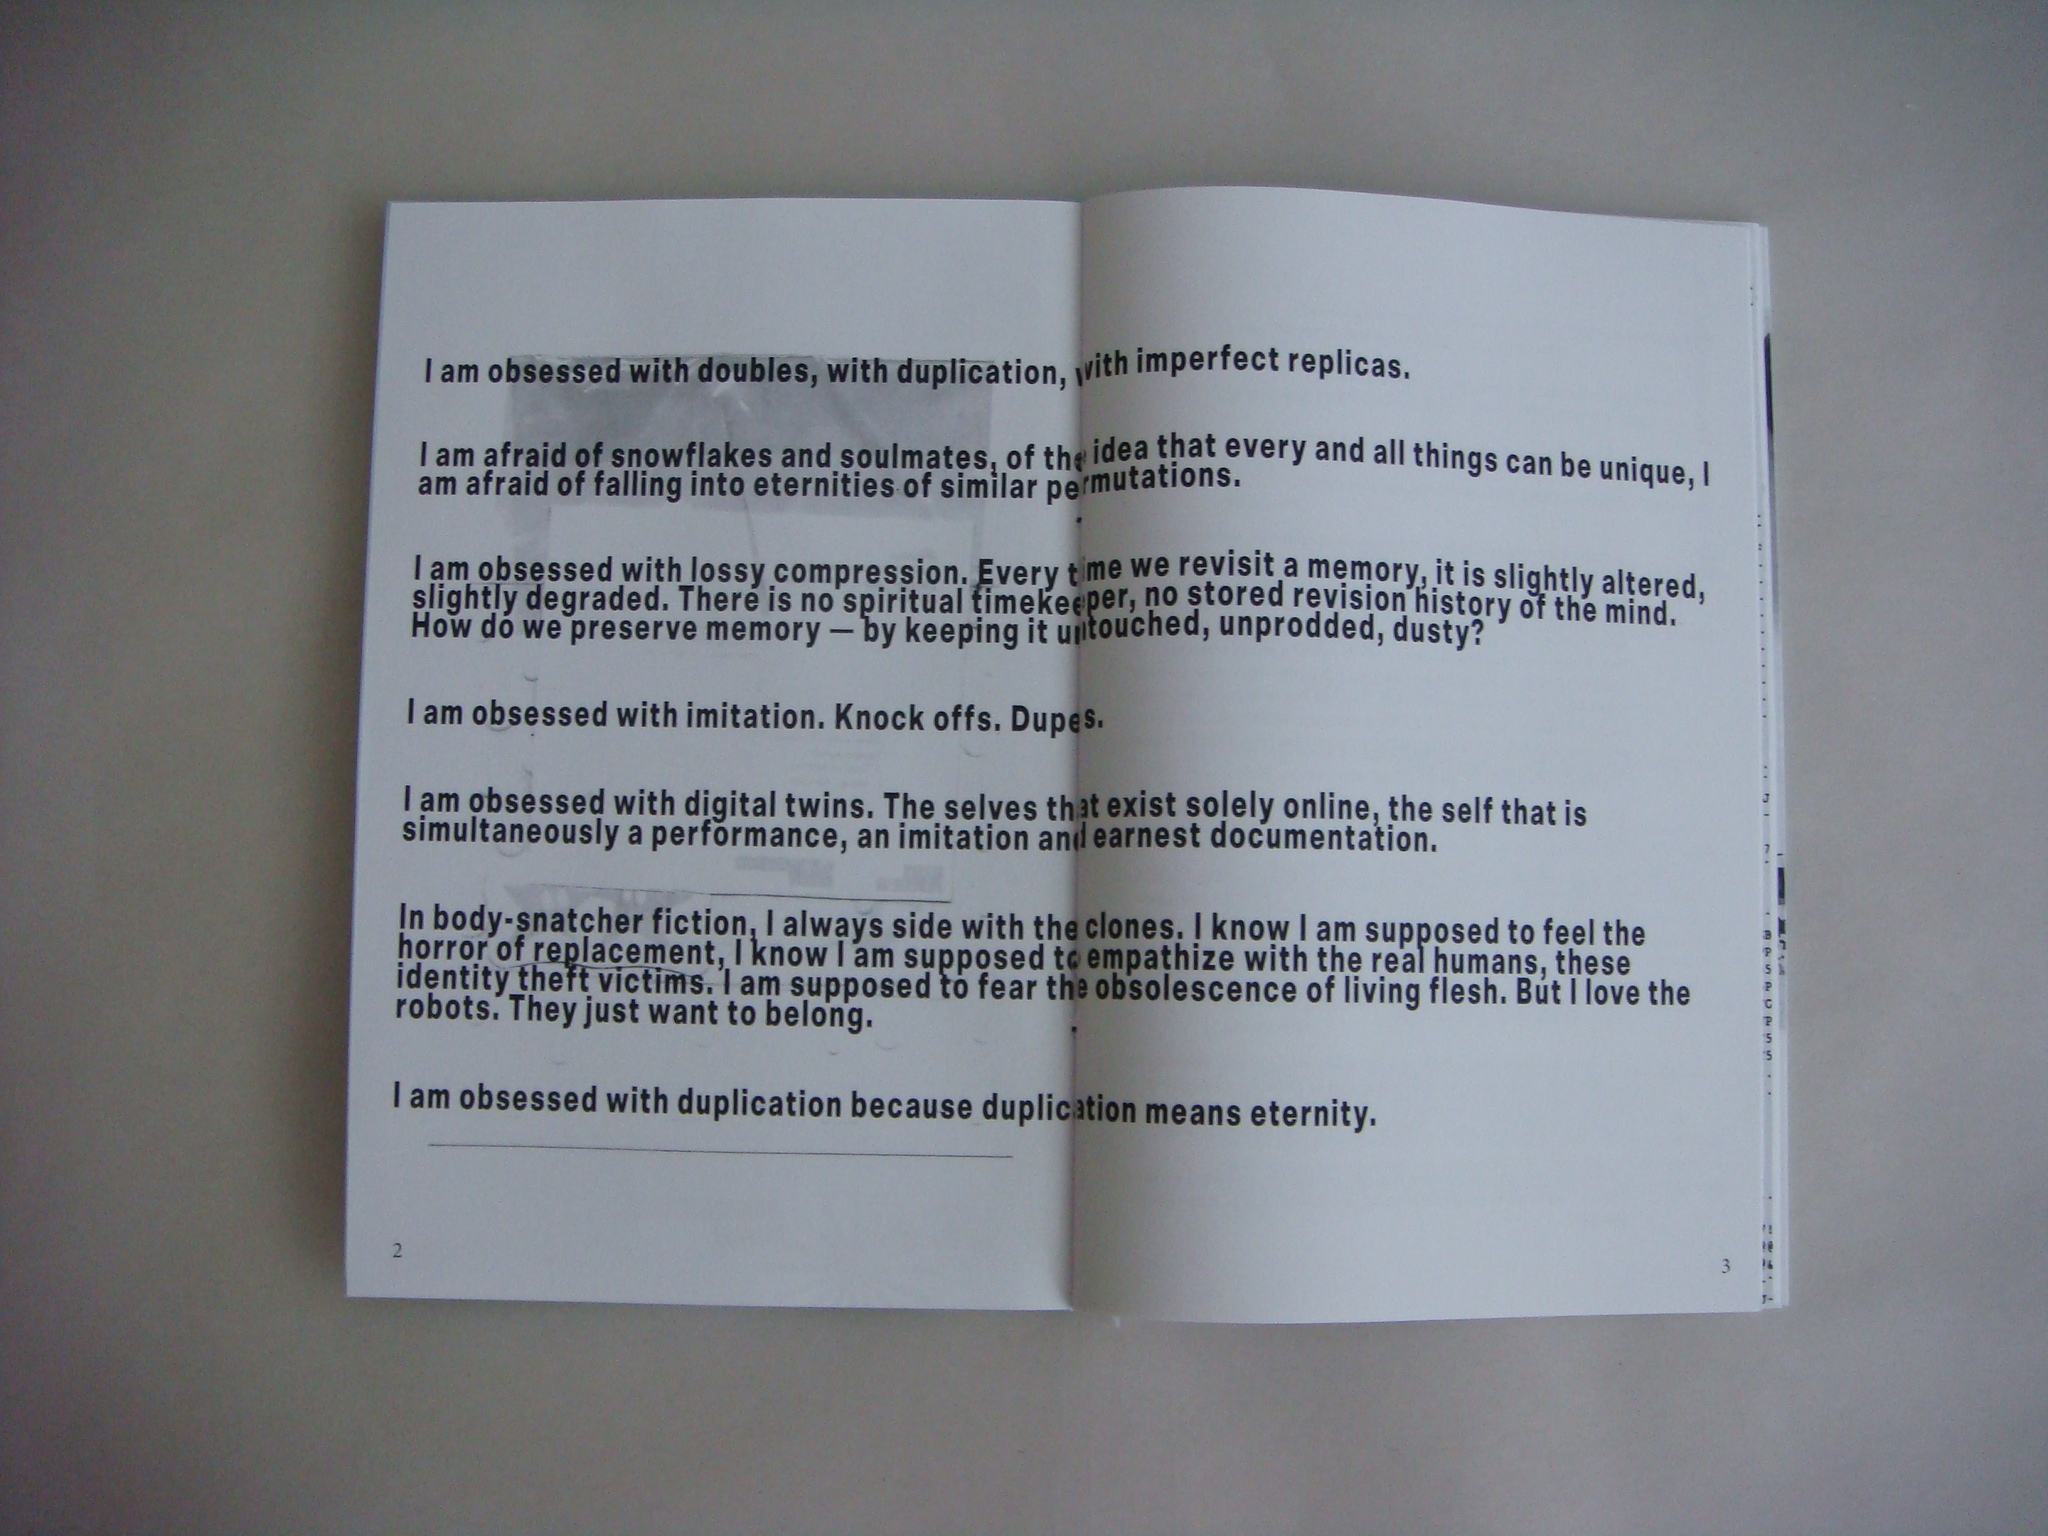 I am obsessed with doubles, with duplication, with imperfect replicas.
I am afraid of snowflakes and soulmates, of the idea that every and all things can be unique, I
am afraid of falling into eternities of similar permutations.
I am obsessed with lossy compression. Every time we revisit a memory, it is slightly altered,
slightly degraded. There is no spiritual timekeeper, no stored revision history of the mind.
How do we preserve memory — by keeping it untouched, unprodded, dusty?
I am obsessed with imitation. Knock offs. Dupes.
I am obsessed with digital twins. The selves that exist solely online, the self that is
simultaneously a performance, an imitation and earnest documentation.
In body-snatcher fiction, I always side with the clones. I know I am supposed to feel the
horror of replacement, I know I am supposed to empathize with the real humans, these
identity theft victims. I am supposed to fear the obsolescence of living flesh. But I love the
robots. They just want to belong.
I am obsessed with duplication because duplication means eternity.
2
3